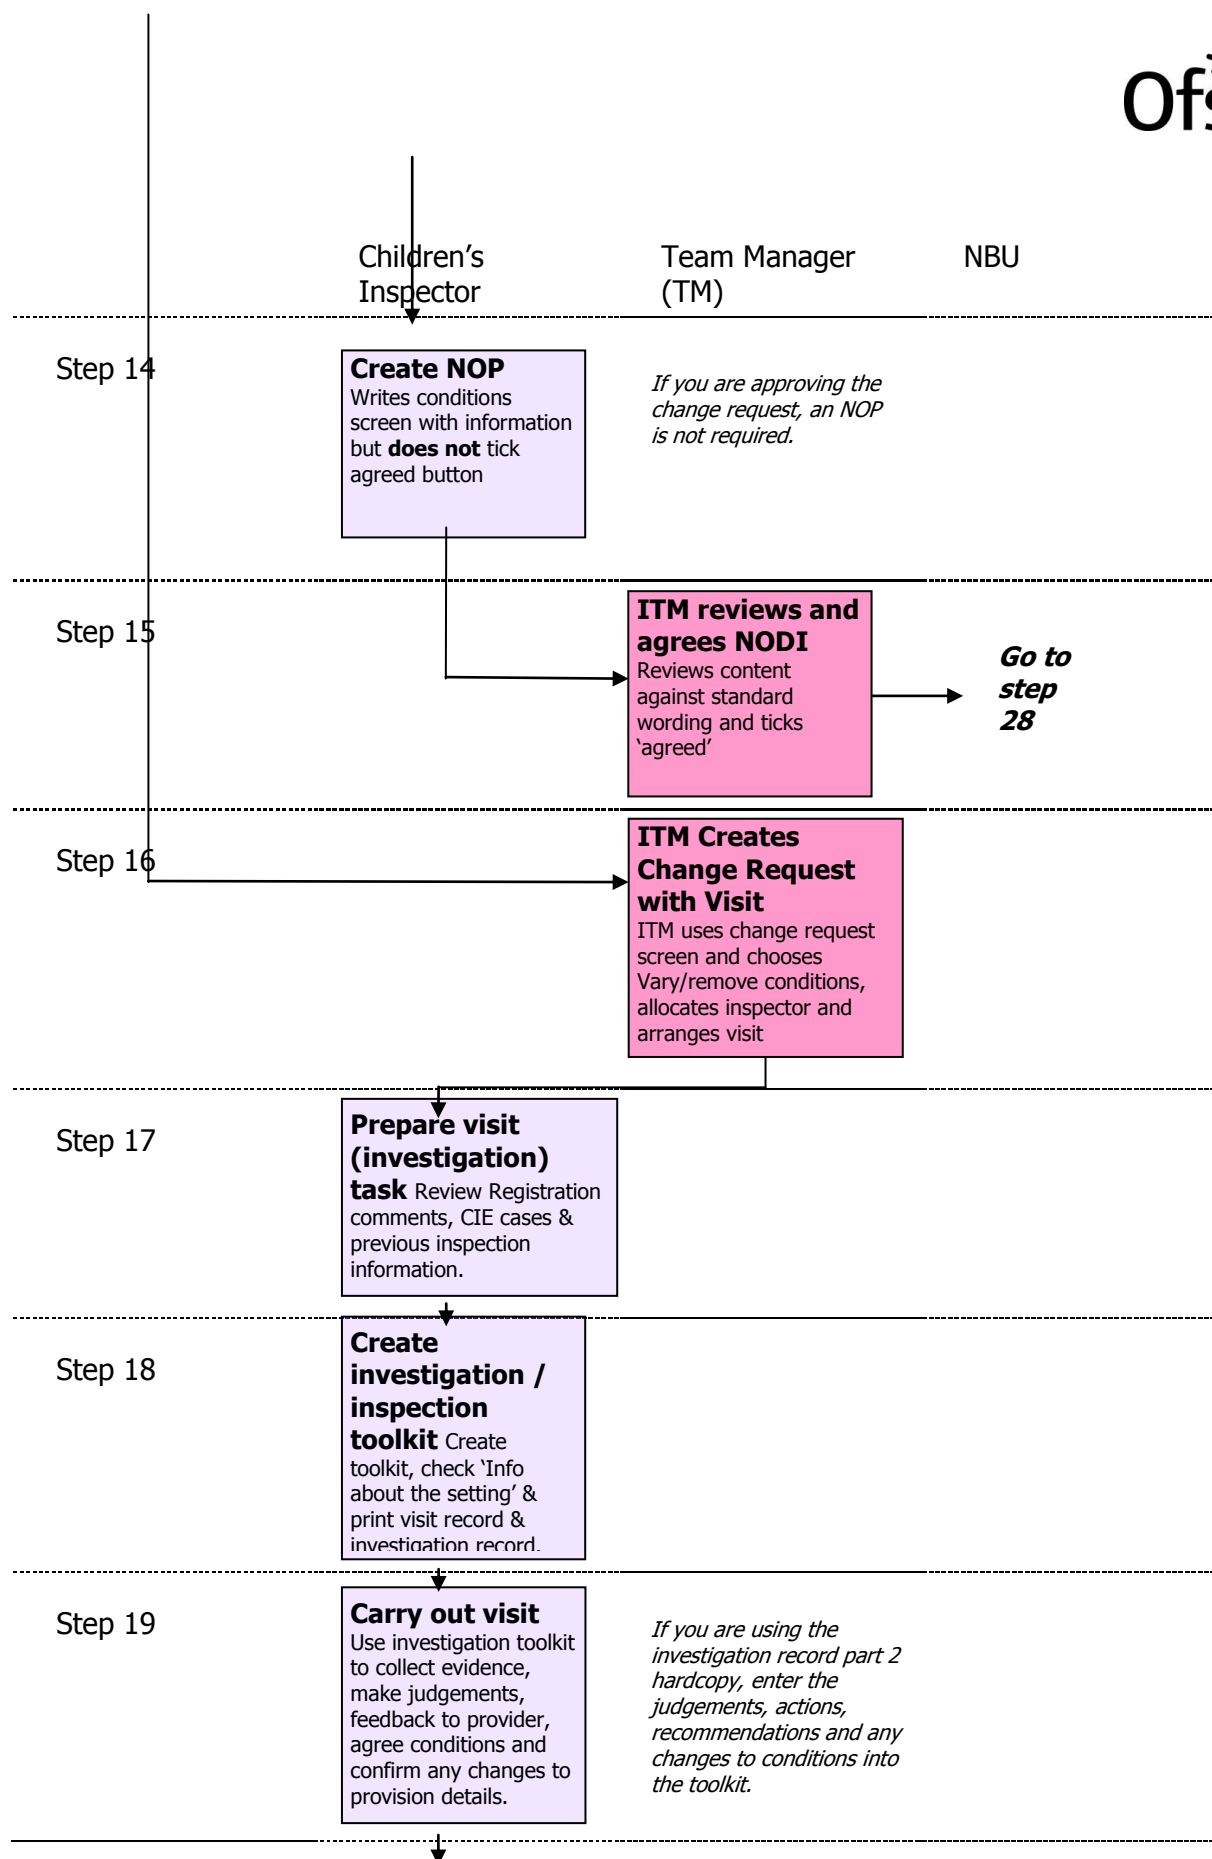 Children’s
Inspector
Team Manager
(TM)
NBU
Step 14
Create NOP
Writes conditions
screen with information
but does not tick
agreed button
If you are approving the
change request, an NOP
is not required.
Step 15
ITM reviews and
agrees NODI
Reviews content
against standard
wording and ticks
‘agreed’
Go to
step
28
Step 16
ITM Creates
Change Request
with Visit
ITM uses change request
screen and chooses
Vary/remove conditions,
allocates inspector and
arranges visit
Step 17
Prepare visit
(investigation)
task Review Registration
comments, CIE cases &
previous inspection
information.
Step 18
Create
investigation /
inspection
toolkit Create
toolkit, check ‘Info
about the setting’ &
print visit record &
investigation record.
Step 19
Carry out visit
Use investigation toolkit
to collect evidence,
make judgements,
feedback to provider,
agree conditions and
confirm any changes to
provision details.
If you are using the
investigation record part 2
hardcopy, enter the
judgements, actions,
recommendations and any
changes to conditions into
the toolkit.